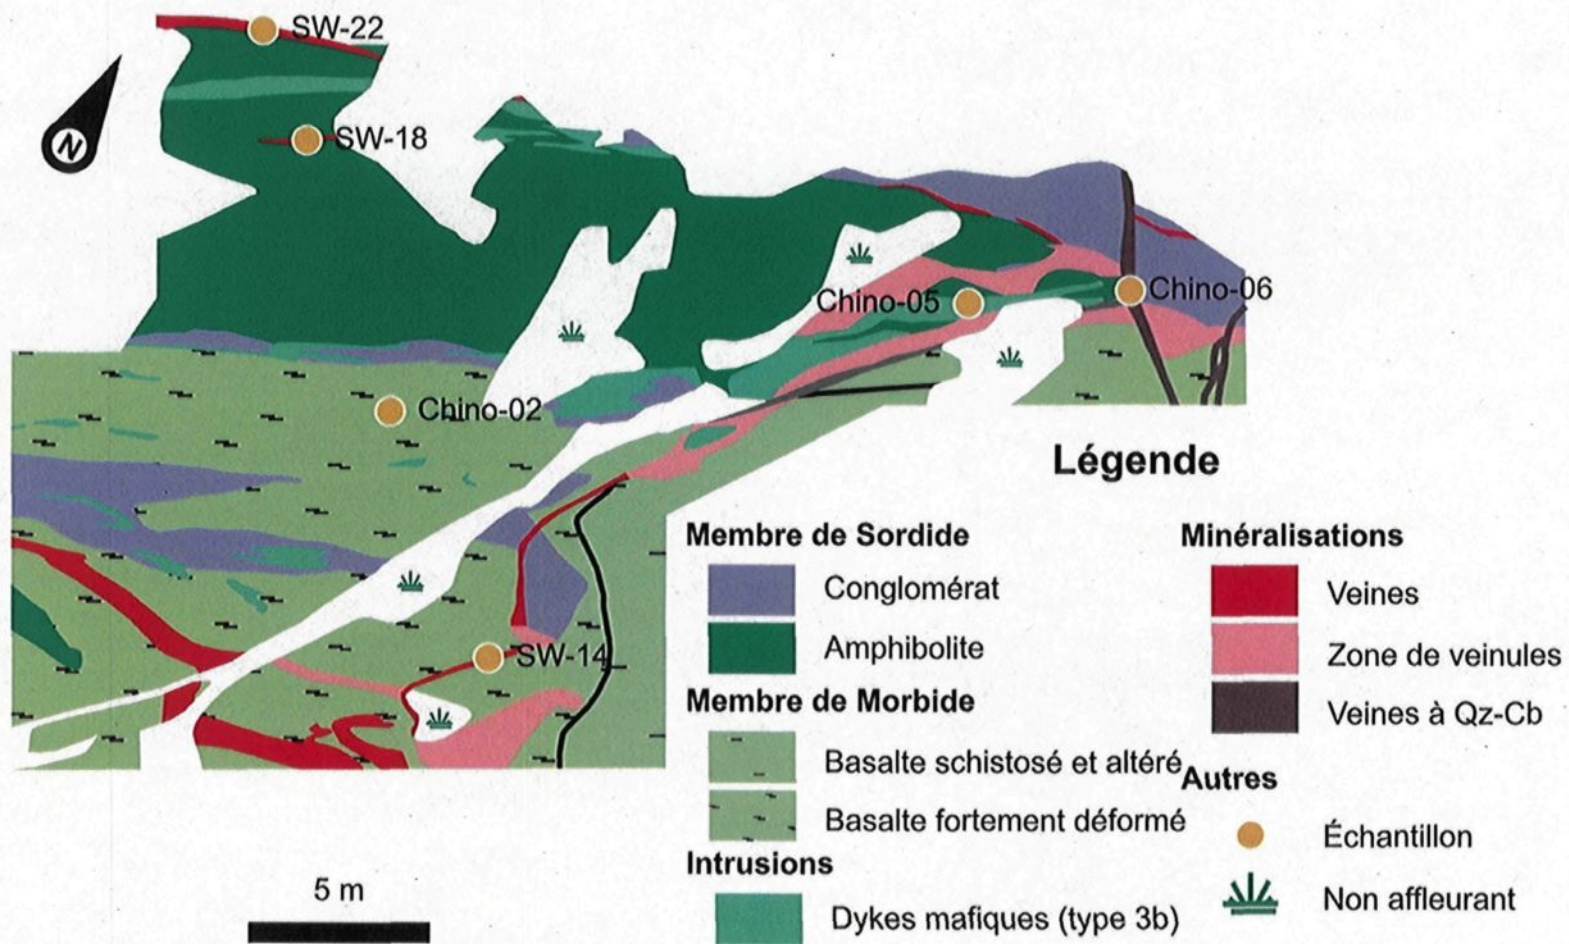 SW-22
N
SW-18
Chino-05
Chino-06
Chino-02
SW-14
Légende
Membre de Sordide
Conglomérat
Amphibolite
Membre de Morbide
Basalte schistosé et altéré
Basalte fortement déformé
Intrusions
Dykes mafiques (type 3b)
Minéralisations
Veines
Zone de veinules
Veines à Qz-Cb
Autres
Échantillon
Non affleurant
5 m